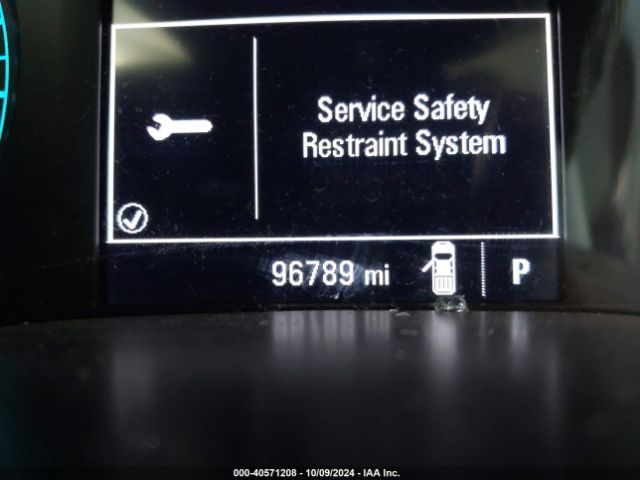 Service Safety
Restraint System
96789 mi
P
000-40571208 - 10/09/2024 - IAA Inc.